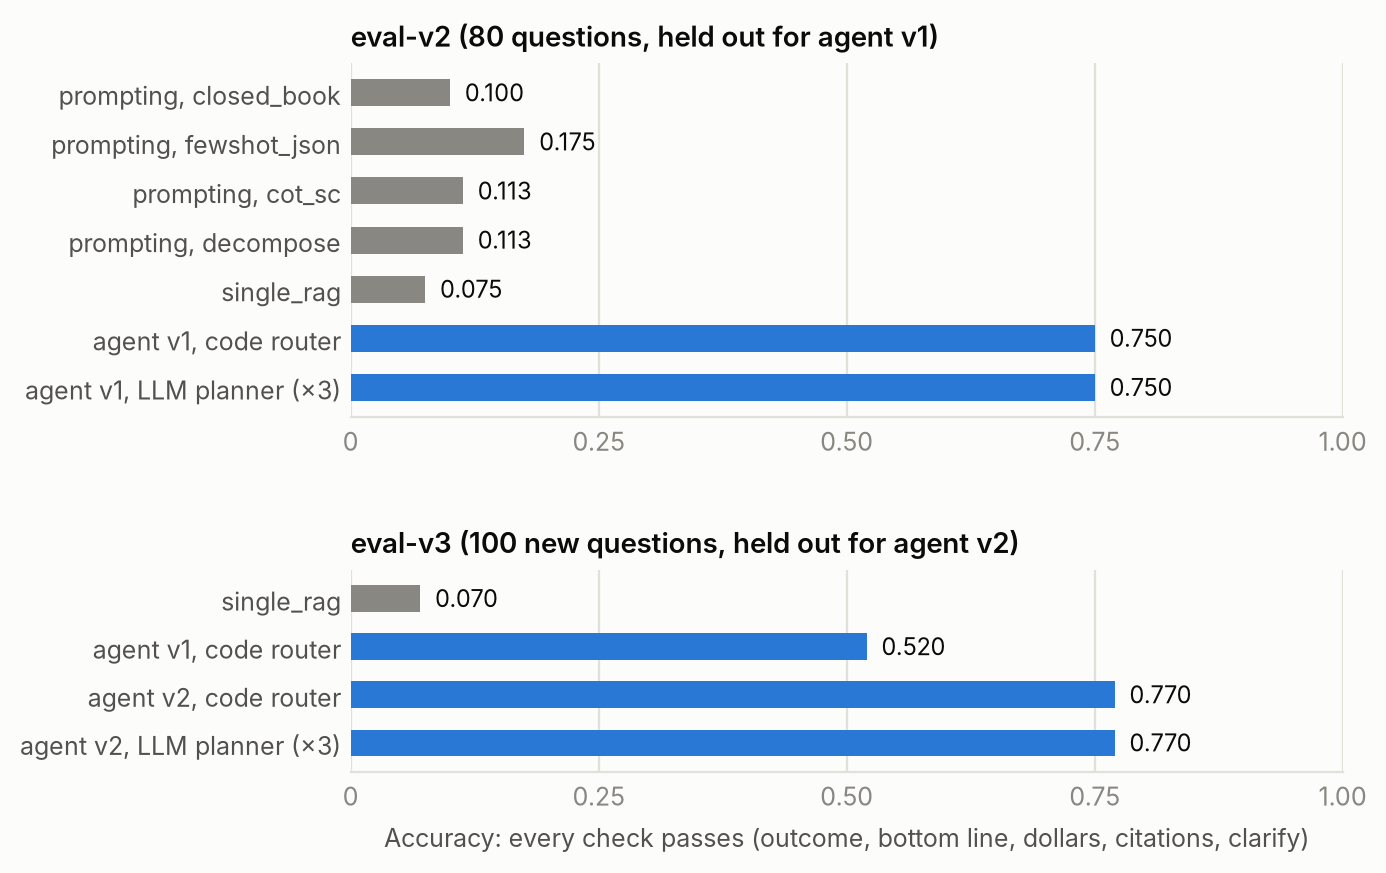 eval-v2 (80 questions, held out for agent v1)
prompting, closed_book 0.100
prompting, fewshot_json 0.175
prompting, cot_sc 0.113
prompting, decompose 0.113
single_rag 0.075
agent v1, code router 0.750
agent v1, LLM planner (×3) 0.750
0 0.25 0.50 0.75 1.00
eval-v3 (100 new questions, held out for agent v2)
single_rag 0.070
agent v1, code router 0.520
agent v2, code router 0.770
agent v2, LLM planner (×3) 0.770
0 0.25 0.50 0.75 1.00
Accuracy: every check passes (outcome, bottom line, dollars, citations, clarify)